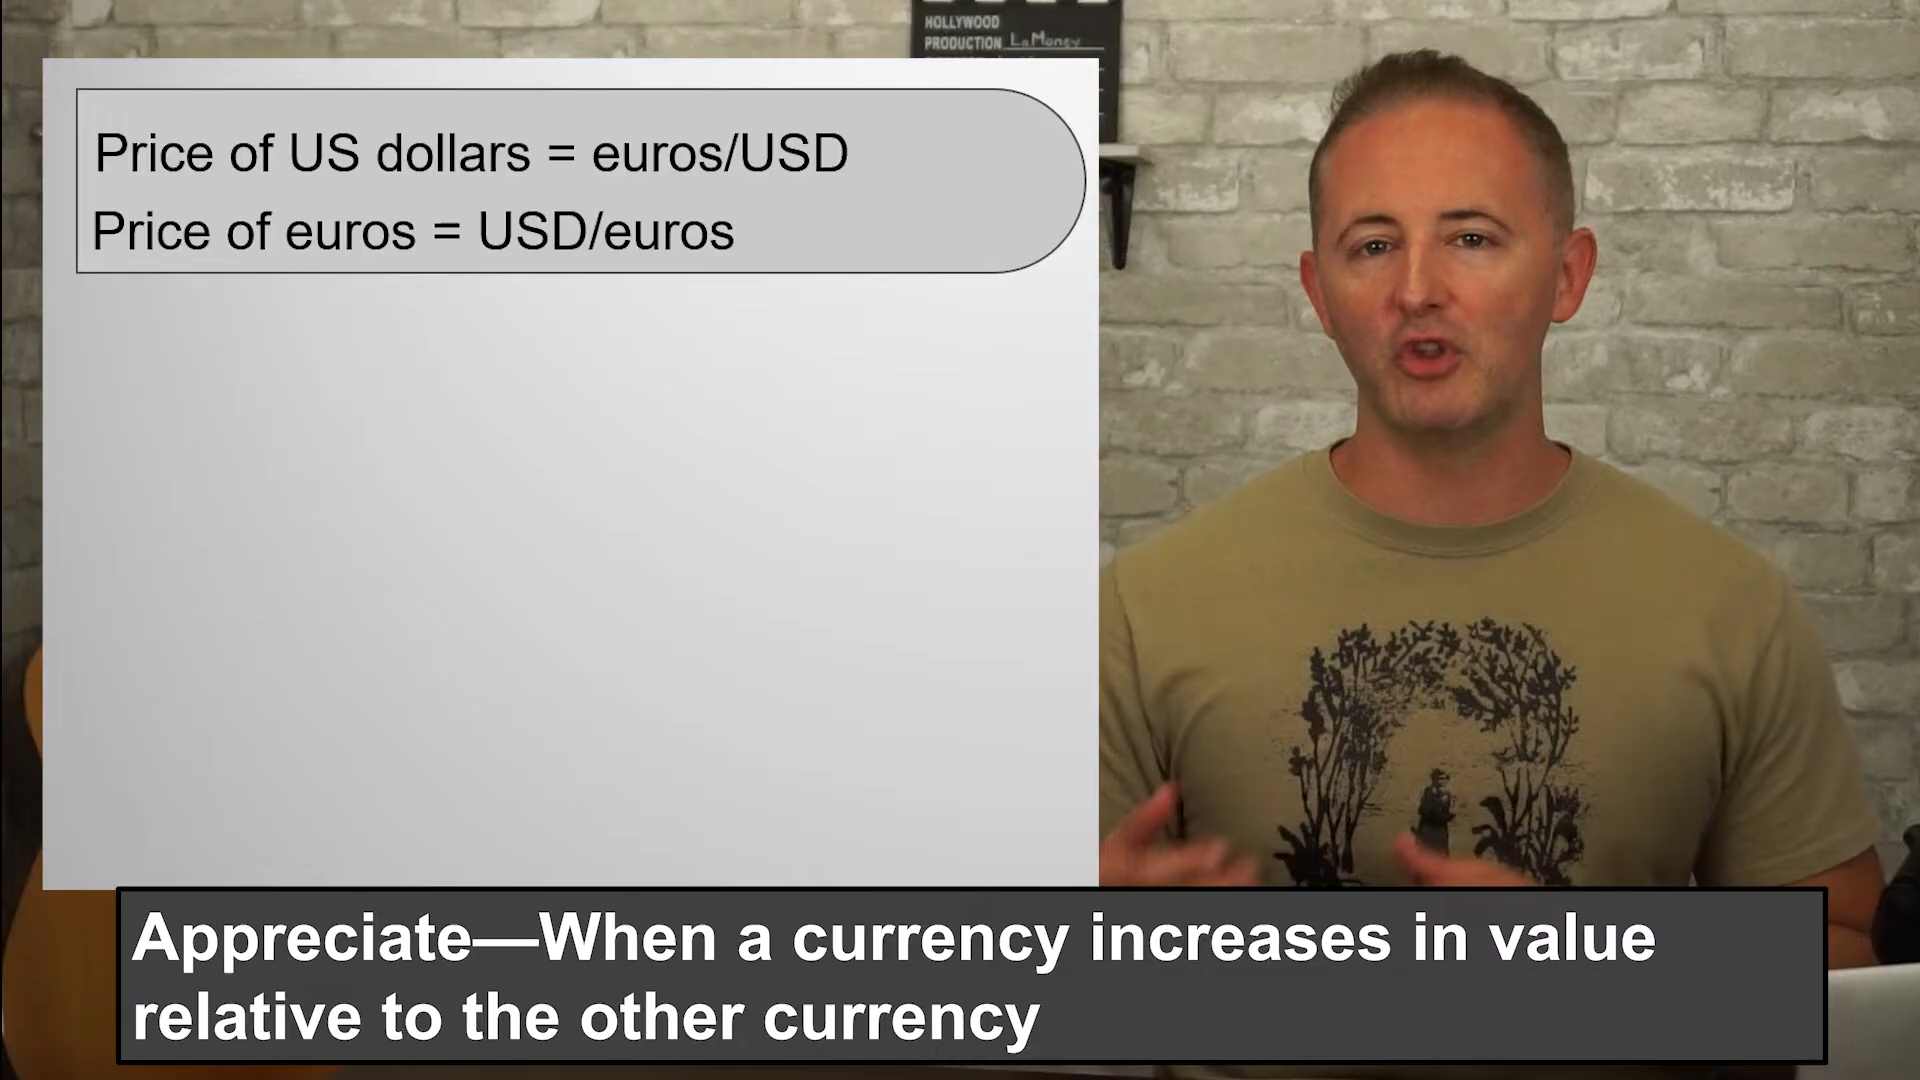 HOLLYWOOD
PRODUCTION LaMoney
Price of US dollars = euros/USD
Price of euros = USD/euros
Appreciate—When a currency increases in value
relative to the other currency